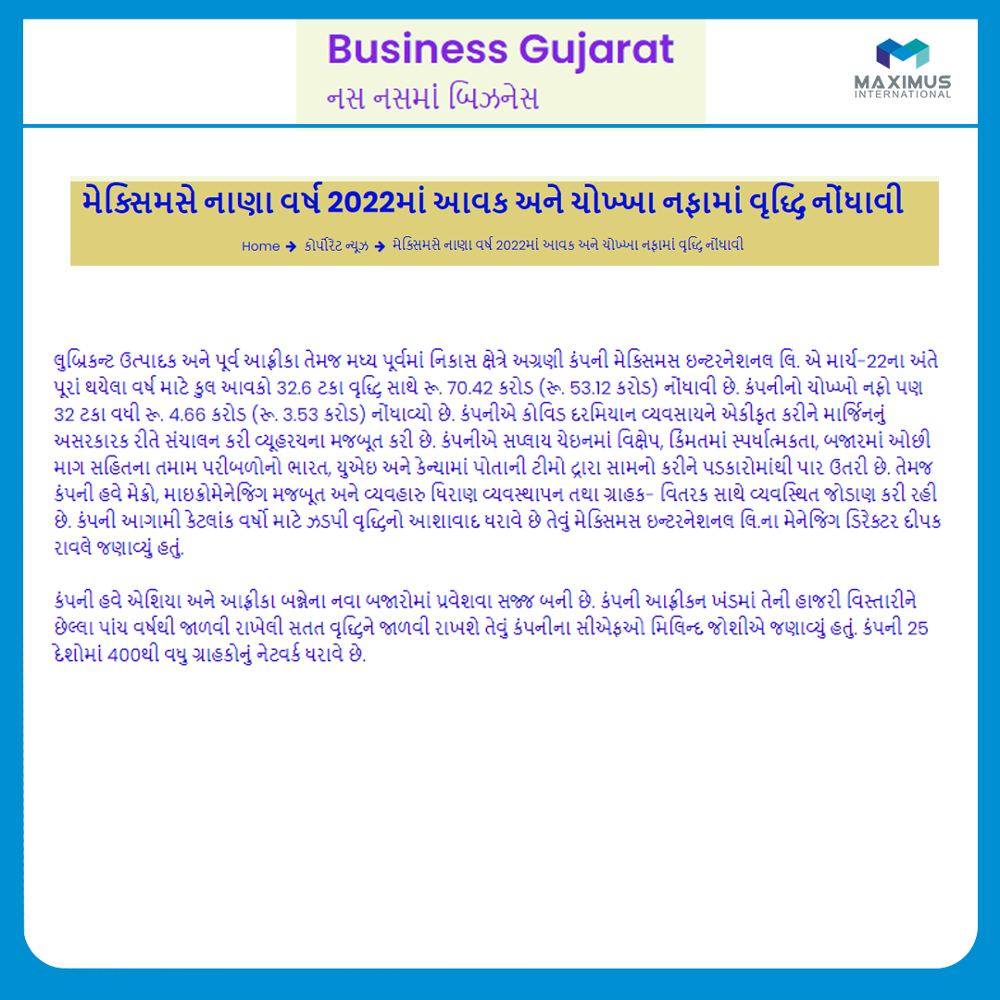 Business Gujarat
નસ નસમાં બિઝનેસ
MAXIMUS
INTERNATIONAL
મેક્સિમસે નાણા વર્ષ 2022માં આવક અને ચોખ્ખા નફામાં વૃદ્ધિ નોંધાવી
Home → કોર્પોરેટ ન્યૂઝ → મેક્સિમસે નાણા વર્ષ 2022માં આવક અને ચોખ્ખા નફામાં વૃદ્ધિ નોંધાવી
લુબ્રિકન્ટ ઉત્પાદક અને પૂર્વ આફ્રીકા તેમજ મધ્ય પૂર્વમાં નિકાસ ક્ષેત્રે અગ્રણી કંપની મેક્સિમસ ઇન્ટરનેશનલ લિ. એ માર્ચ-22ના અંતે
પૂરાં થયેલા વર્ષ માટે કુલ આવકો 32.6 ટકા વૃદ્ધિ સાથે રૂ. 70.42 કરોડ (રૂ. 53.12 કરોડ) નોંધાવી છે. કંપનીનો ચોખ્ખો નફો પણ
32 ટકા વધી રૂ. 4.66 કરોડ (રૂ. 3.53 કરોડ) નોંધાવ્યો છે. કંપનીએ કોવિડ દરમિયાન વ્યવસાયને એકીકૃત કરીને માર્જિનનું
અસરકારક રીતે સંચાલન કરી વ્યૂહરચના મજબૂત કરી છે. કંપનીએ સપ્લાય ચેઇનમાં વિક્ષેપ, કિંમતમાં સ્પર્ધાત્મકતા, બજારમાં ઓછી
માગ સહિતના તમામ પરીબળોનો ભારત, યુએઇ અને કેન્યામાં પોતાની ટીમો દ્વારા સામનો કરીને પડકારોમાંથી પાર ઉતરી છે. તેમજ
કંપની હવે મેક્રો, માઇક્રોમેનેજિંગ મજબૂત અને વ્યવહારુ ધિરાણ વ્યવસ્થાપન તથા ગ્રાહક- વિતરક સાથે વ્યવસ્થિત જોડાણ કરી રહી
છે. કંપની આગામી કેટલાંક વર્ષો માટે ઝડપી વૃદ્ધિનો આશાવાદ ધરાવે છે તેવું મેક્સિમસ ઇન્ટરનેશનલ લિ.ના મેનેજિંગ ડિરેક્ટર દીપક
રાવલે જણાવ્યું હતું.
કંપની હવે એશિયા અને આફ્રીકા બન્નેના નવા બજારોમાં પ્રવેશવા સજ્જ બની છે. કંપની આફ્રીકન ખંડમાં તેની હાજરી વિસ્તારીને
છેલ્લા પાંચ વર્ષથી જાળવી રાખેલી સતત વૃદ્ધિને જાળવી રાખશે તેવું કંપનીના સીએફઓ મિલિન્દ જોશીએ જણાવ્યું હતું. કંપની 25
દેશોમાં 400થી વધુ ગ્રાહકોનું નેટવર્ક ધરાવે છે.